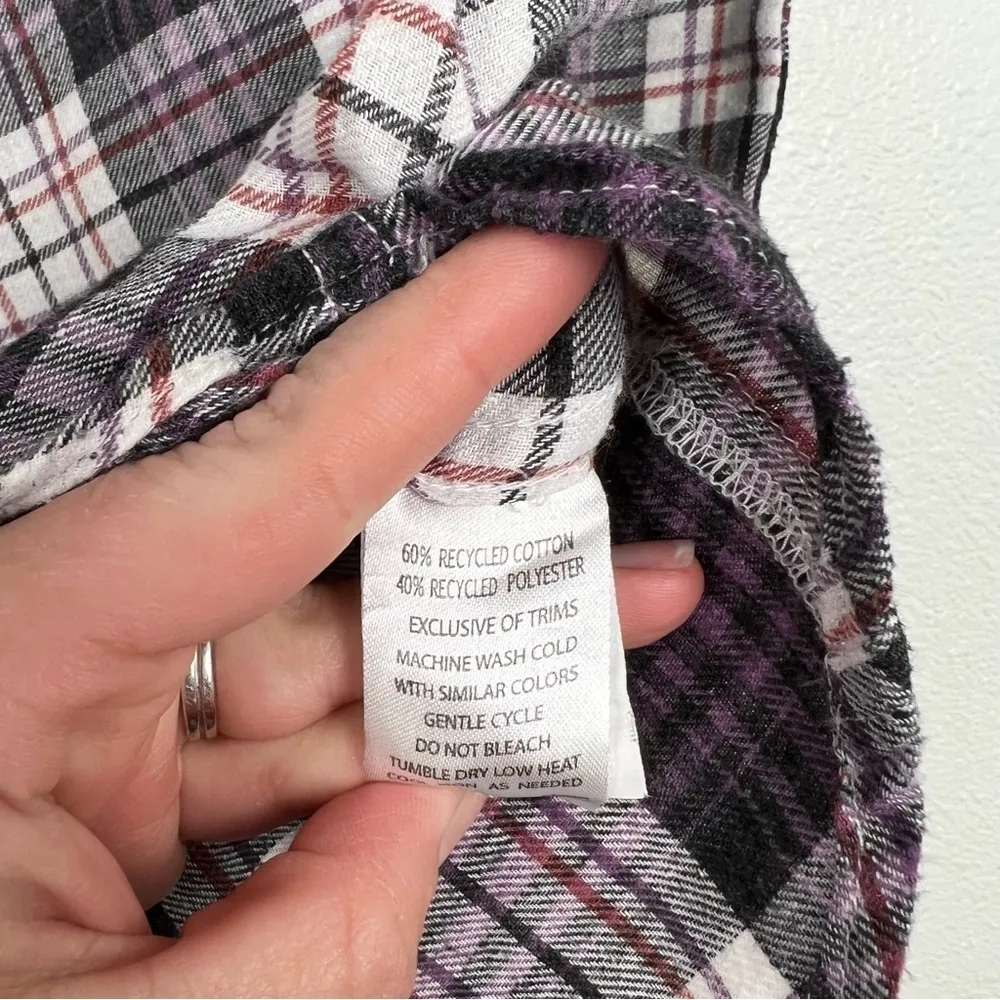 60% RECYCLED COTTON
40% RECYCLED POLYESTER
EXCLUSIVE OF TRIMS
MACHINE WASH COLD
WITH SIMILAR COLORS
GENTLE CYCLE
DO NOT BLEACH
TUMBLE DRY LOW HEAT
AS NEEDED